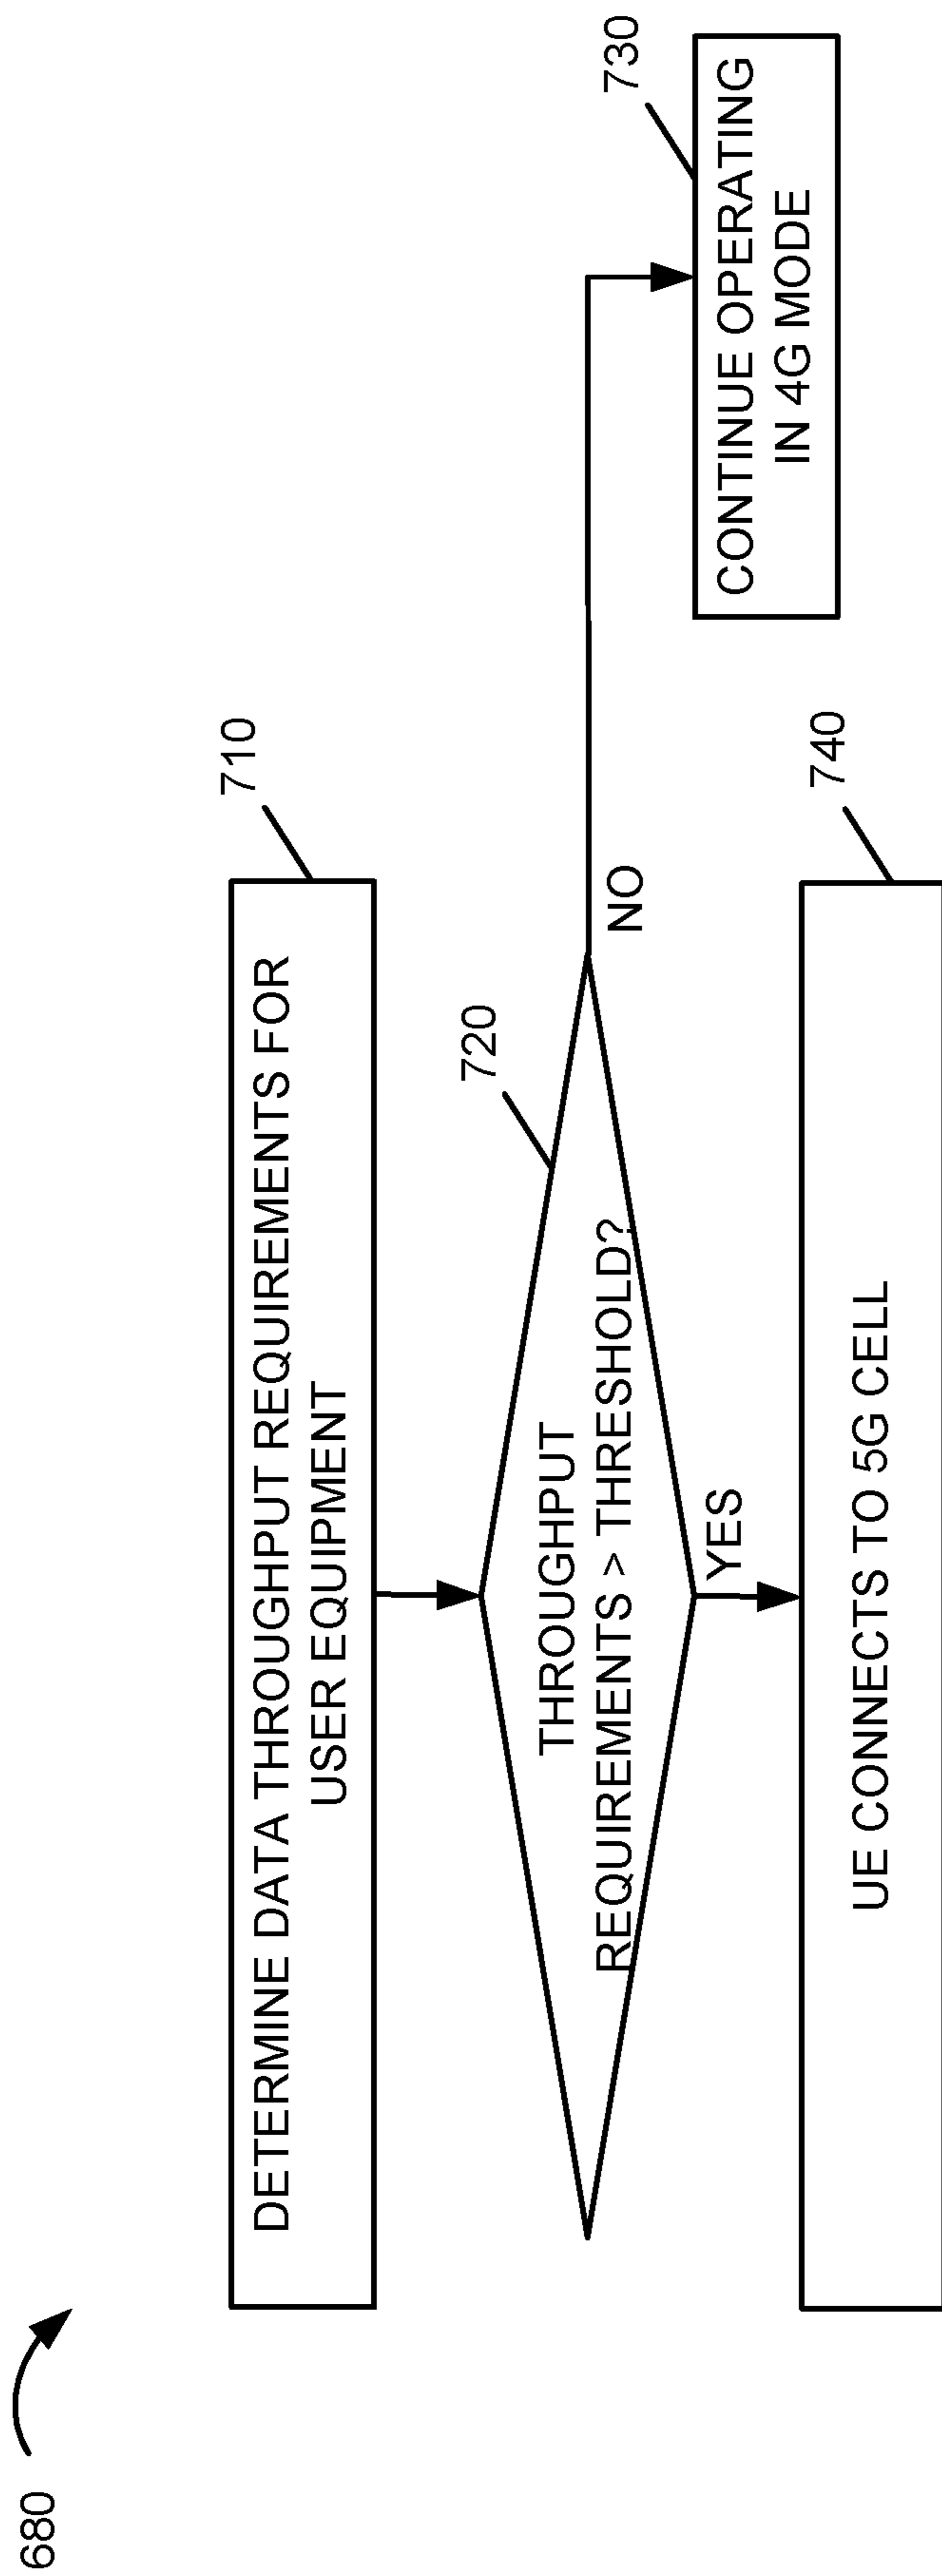 680
710
DETERMINE DATA THROUGHPUT REQUIREMENTS FOR
USER EQUIPMENT
720
THROUGHPUT
REQUIREMENTS > THRESHOLD?
NO
730
CONTINUE OPERATING
IN 4G MODE
YES
740
UE CONNECTS TO 5G CELL